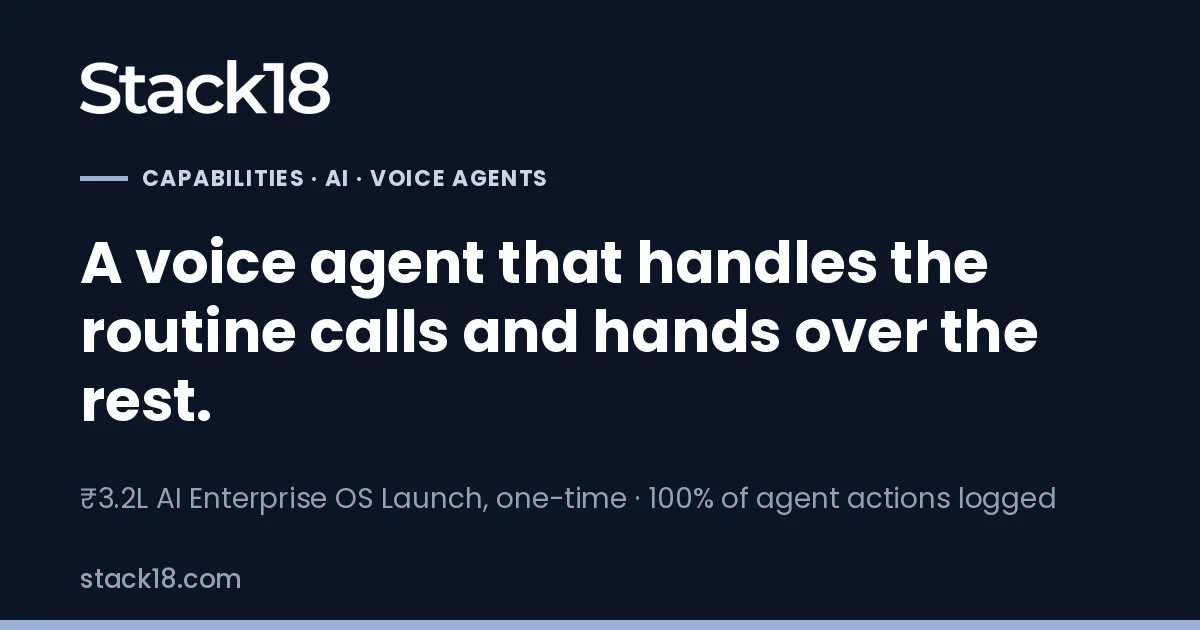 Stack18
CAPABILITIES · AI · VOICE AGENTS
A voice agent that handles the
routine calls and hands over the
rest.
₹3.2L AI Enterprise OS Launch, one-time · 100% of agent actions logged
stack18.com